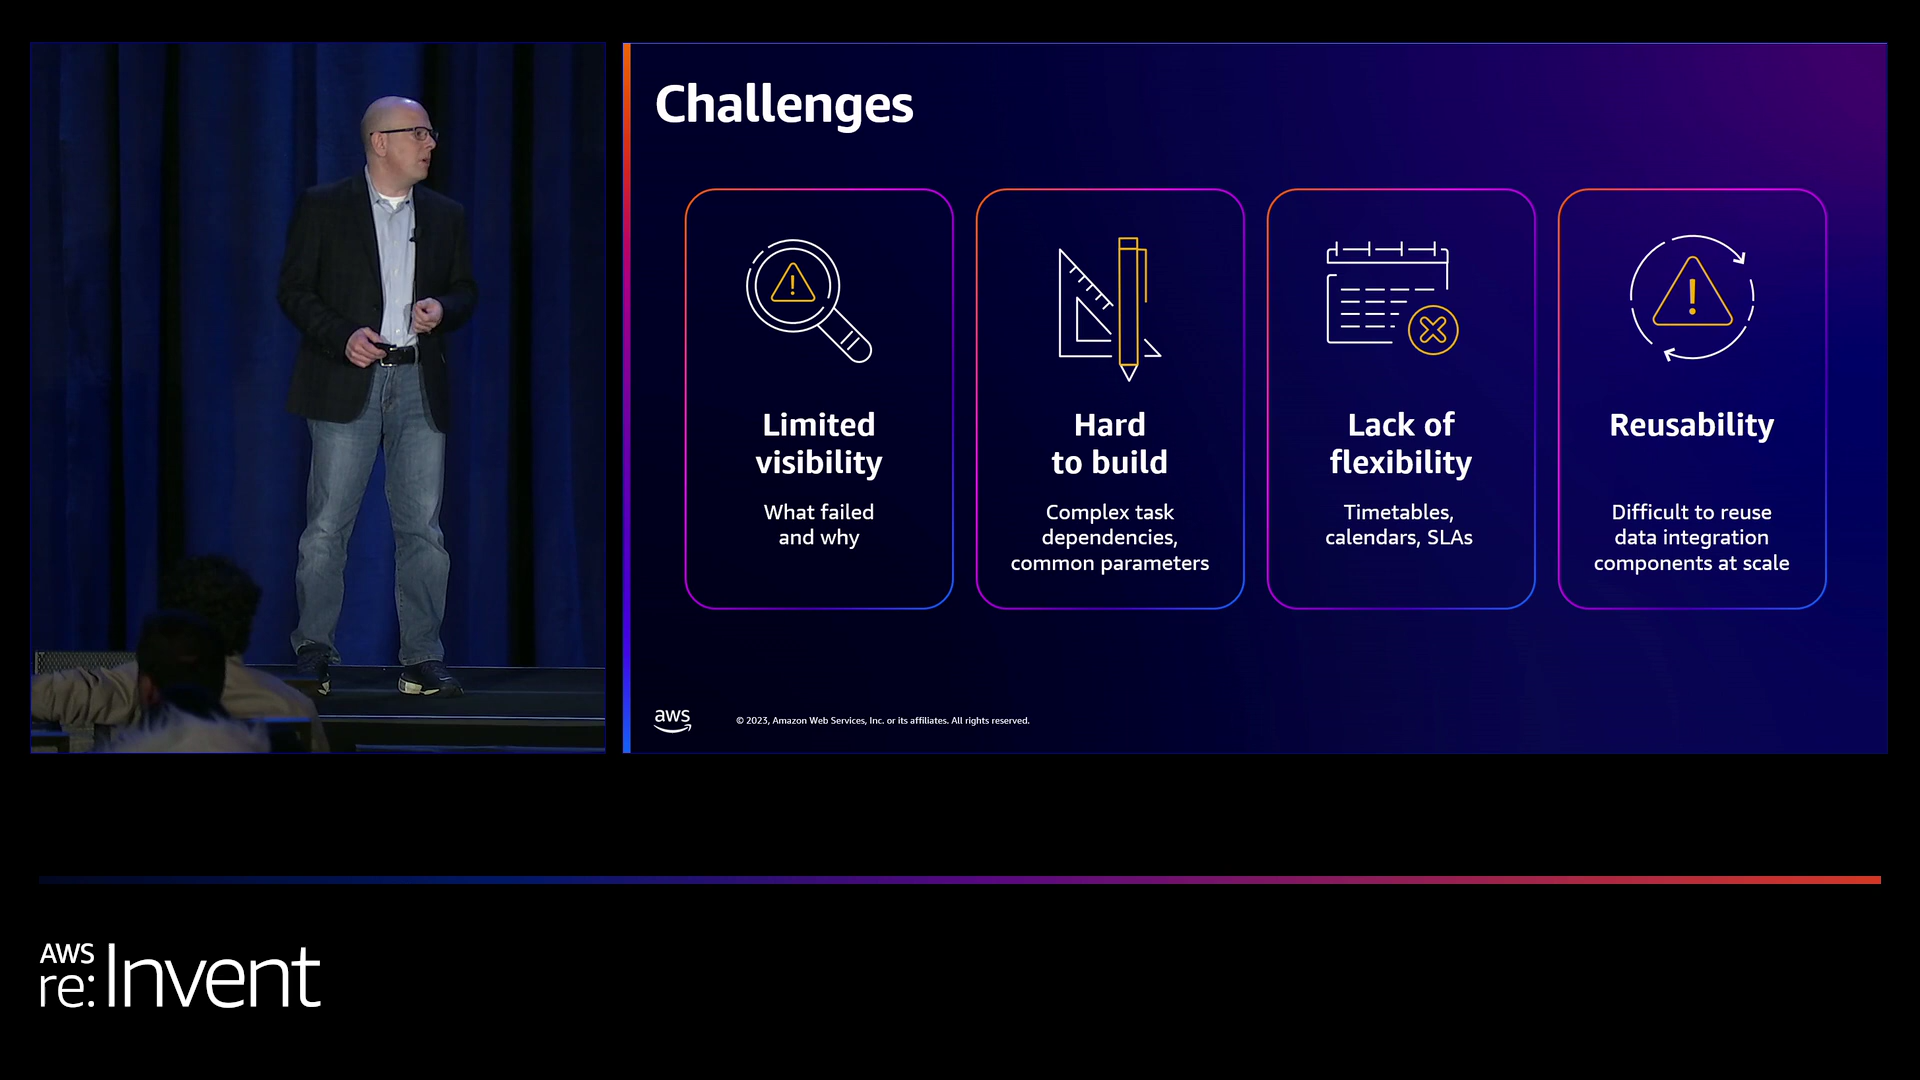 Challenges
Limited
visibility
What failed
and why
Hard
to build
Complex task
dependencies,
common parameters
Lack of
flexibility
Timetables,
calendars, SLAs
Reusability
Difficult to reuse
data integration
components at scale
aws
© 2023, Amazon Web Services, Inc. or its affiliates. All rights reserved.
AWS
re:Invent